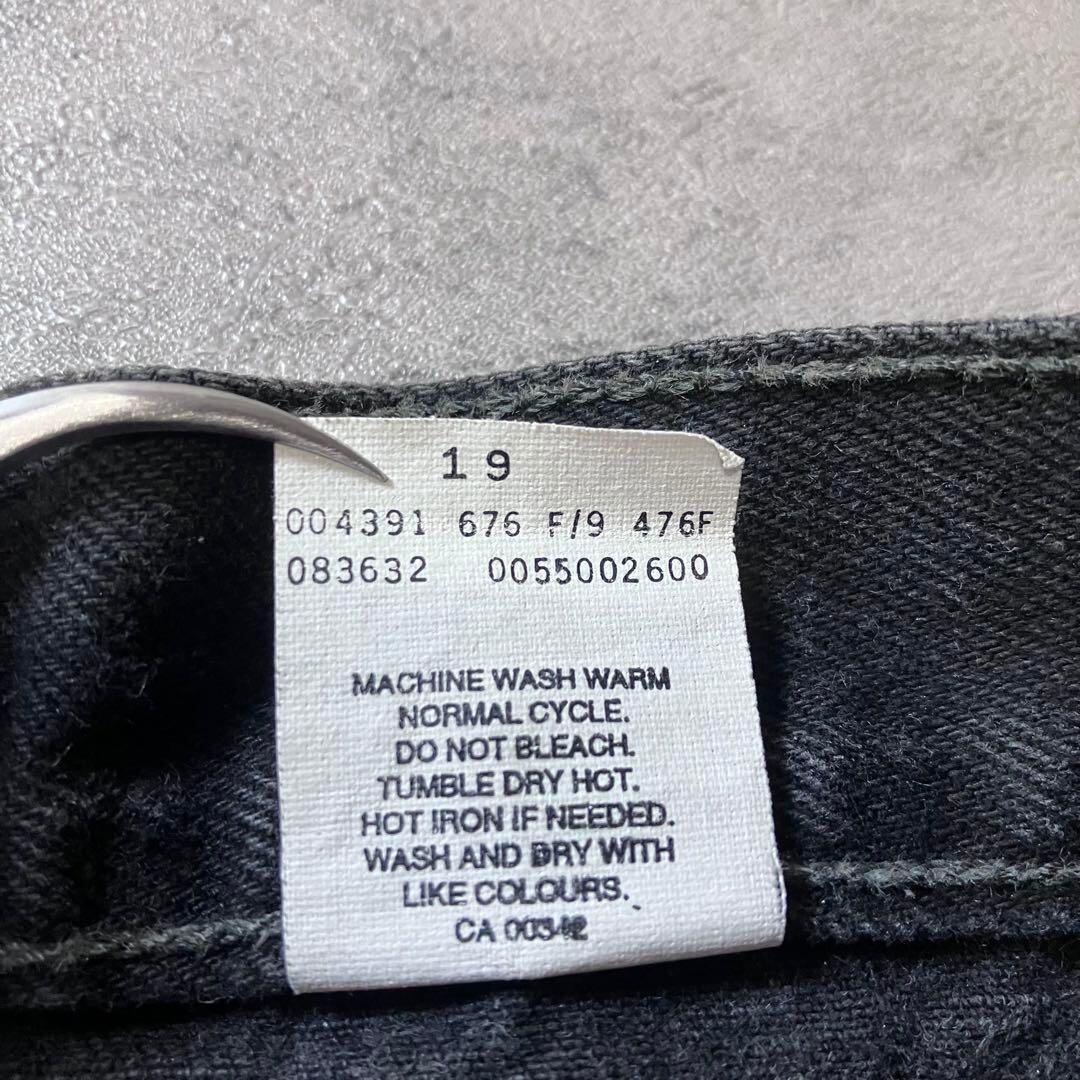 19
004391 676 F/9 476F
083632 0055002600
MACHINE WASH WARM
NORMAL CYCLE.
DO NOT BLEACH.
TUMBLE DRY HOT.
HOT IRON IF NEEDED.
WASH AND DRY WITH
LIKE COLOURS.
CA 00342